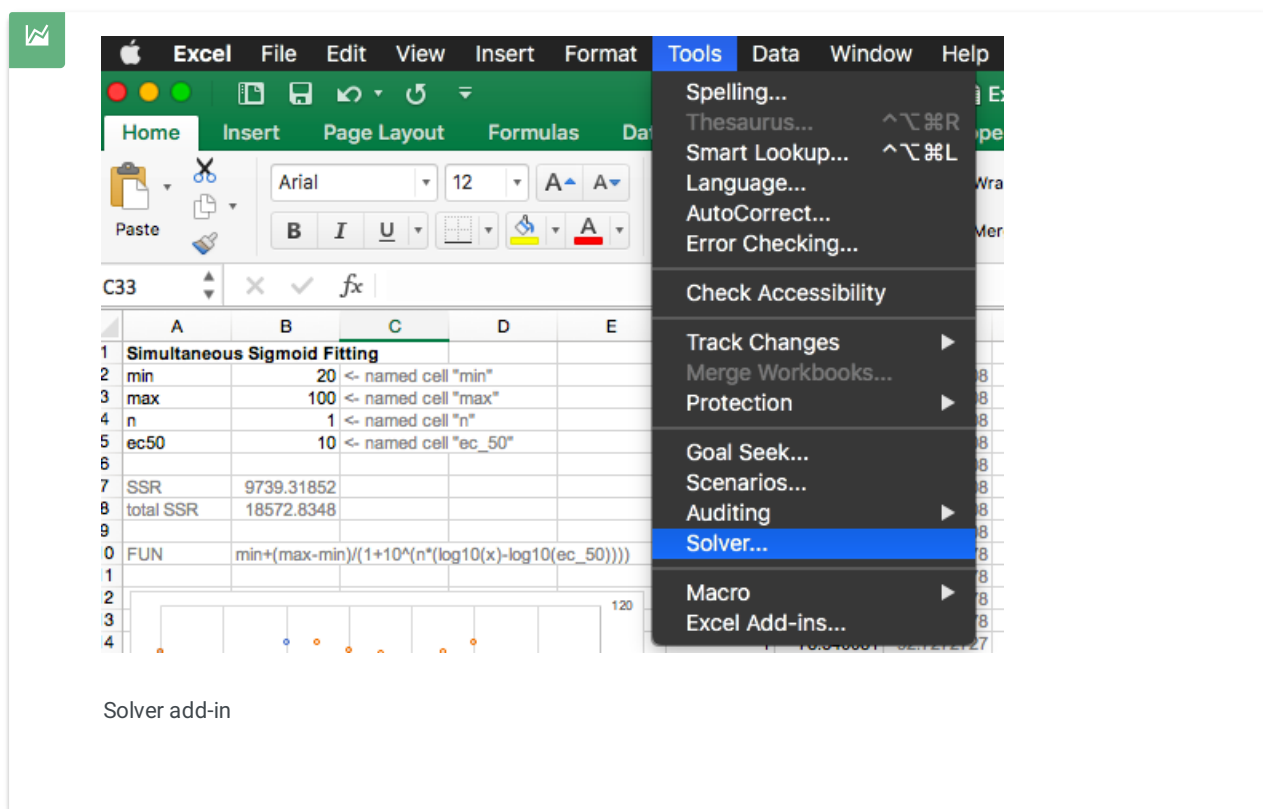 Excel File Edit View Insert Format Tools Data Window Help
Home Insert Page Layout Formulas
Spelling...
Thesaurus... ^⌥⌘R
Smart Lookup... ^⌥⌘L
Language...
AutoCorrect...
Error Checking...
Check Accessibility
Track Changes
Merge Workbooks...
Protection
Goal Seek...
Scenarios...
Auditing
Solver...
Macro
Excel Add-ins...
Paste
Arial 12 A A
B I U A
C33 fx
A B C D E
1 Simultaneous Sigmoid Fitting
2 min 20 <- named cell "min"
3 max 100 <- named cell "max"
4 n 1 <- named cell "n"
5 ec50 10 <- named cell "ec_50"
6
7 SSR 9739.31852
8 total SSR 18572.8348
9
0 FUN min+(max-min)/(1+10^(n*(log10(x)-log10(ec_50))))
1
2 120
3
4
Solver add-in